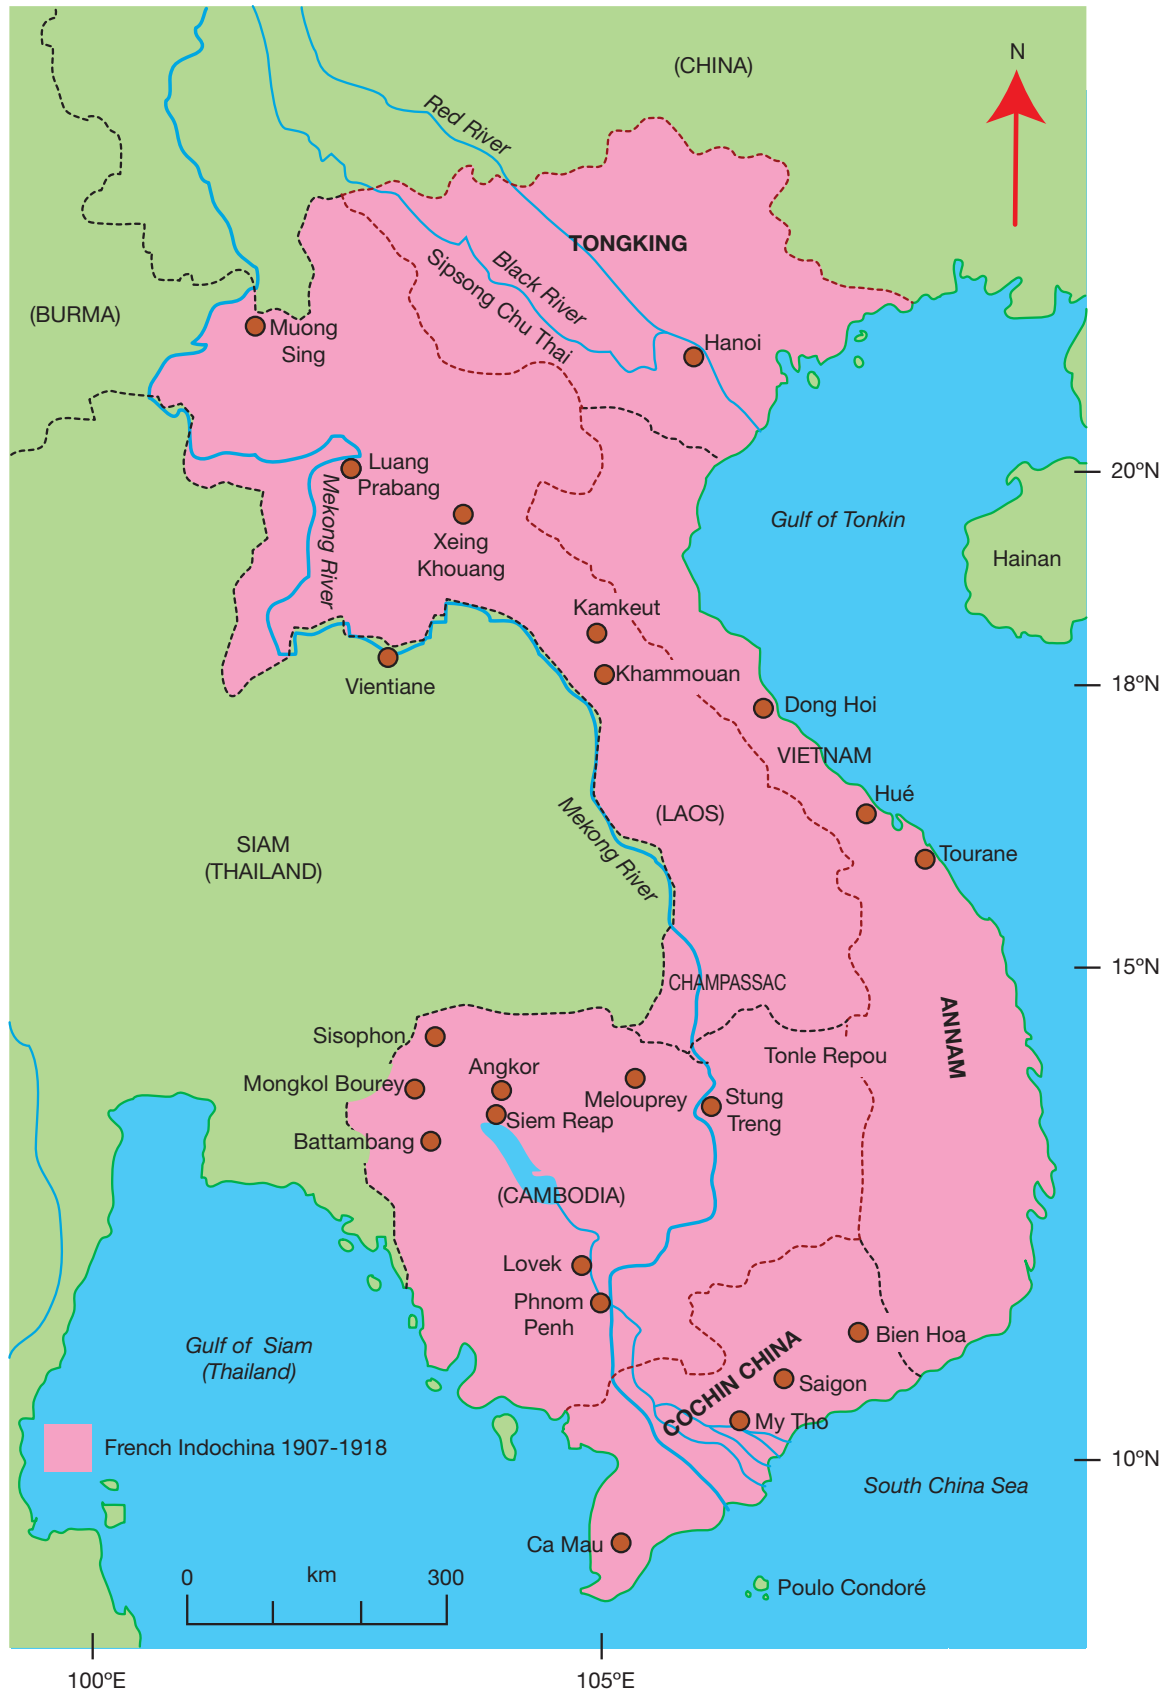 N
(CHINA)
Red River
TONGKING
Black River
Sipsong Chu Thai
(BURMA)
Muong
Sing
Hanoi
Luang
Prabang
20ºN
Mekong River
Xeing
Khouang
Gulf of Tonkin
Hainan
Kamkeut
Khammouan
Vientiane
18ºN
Dong Hoi
VIETNAM
Hué
Mekong River
(LAOS)
SIAM
(THAILAND)
Tourane
15ºN
CHAMPASSAC
ANNAM
Sisophon
Tonle Repou
Angkor
Mongkol Bourey
Melouprey
Stung
Treng
Siem Reap
Battambang
(CAMBODIA)
Lovek
Phnom
Penh
Gulf of Siam
(Thailand)
Bien Hoa
COCHIN CHINA
Saigon
My Tho
French Indochina 1907-1918
10ºN
South China Sea
Ca Mau
0
km
300
Poulo Condoré
100ºE
105ºE